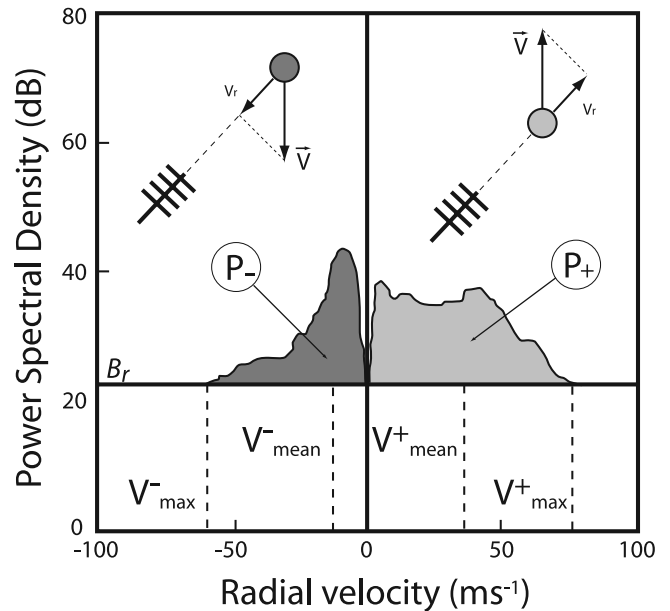 80
60
40
20
0
Power Spectral Density (dB)
V⃗
Vr
Vr
V⃗
P-
P+
Br
V-mean
V+mean
V-max
V+max
-100
-50
0
50
100
Radial velocity (ms-1)